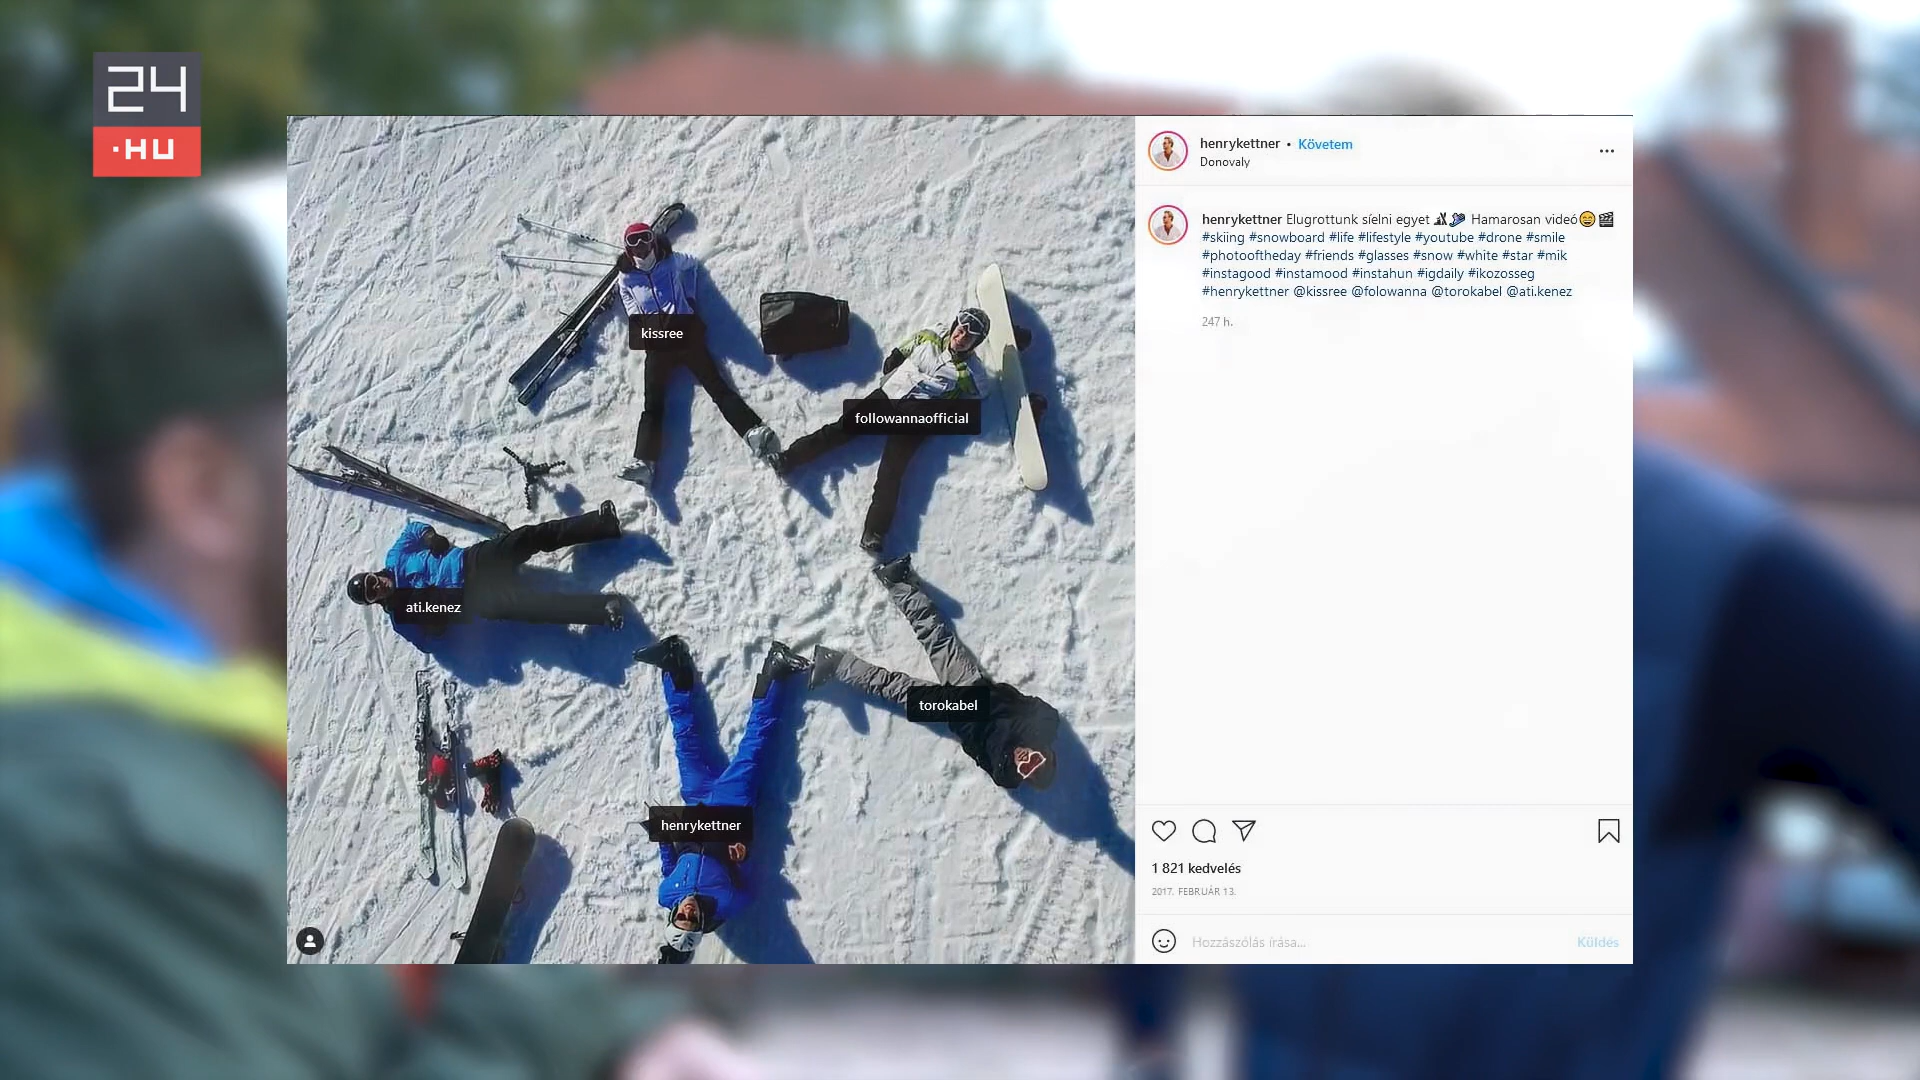 24
.HU
henrykettner • Követem
Donovaly
henrykettner Elugrottunk síelni egyet ⛷🏂 Hamarosan videó😄🎬
#skiing #snowboard #life #lifestyle #youtube #drone #smile
#photooftheday #friends #glasses #snow #white #star #mik
#instagood #instamood #instahun #igdaily #ikozosseg
#henrykettner @kissree @folowanna @torokabel @ati.kenez
247 h.
kissree
followannaofficial
ati.kenez
torokabel
henrykettner
1 821 kedvelés
2017. FEBRUÁR 13.
Hozzászólás írása...
Küldés